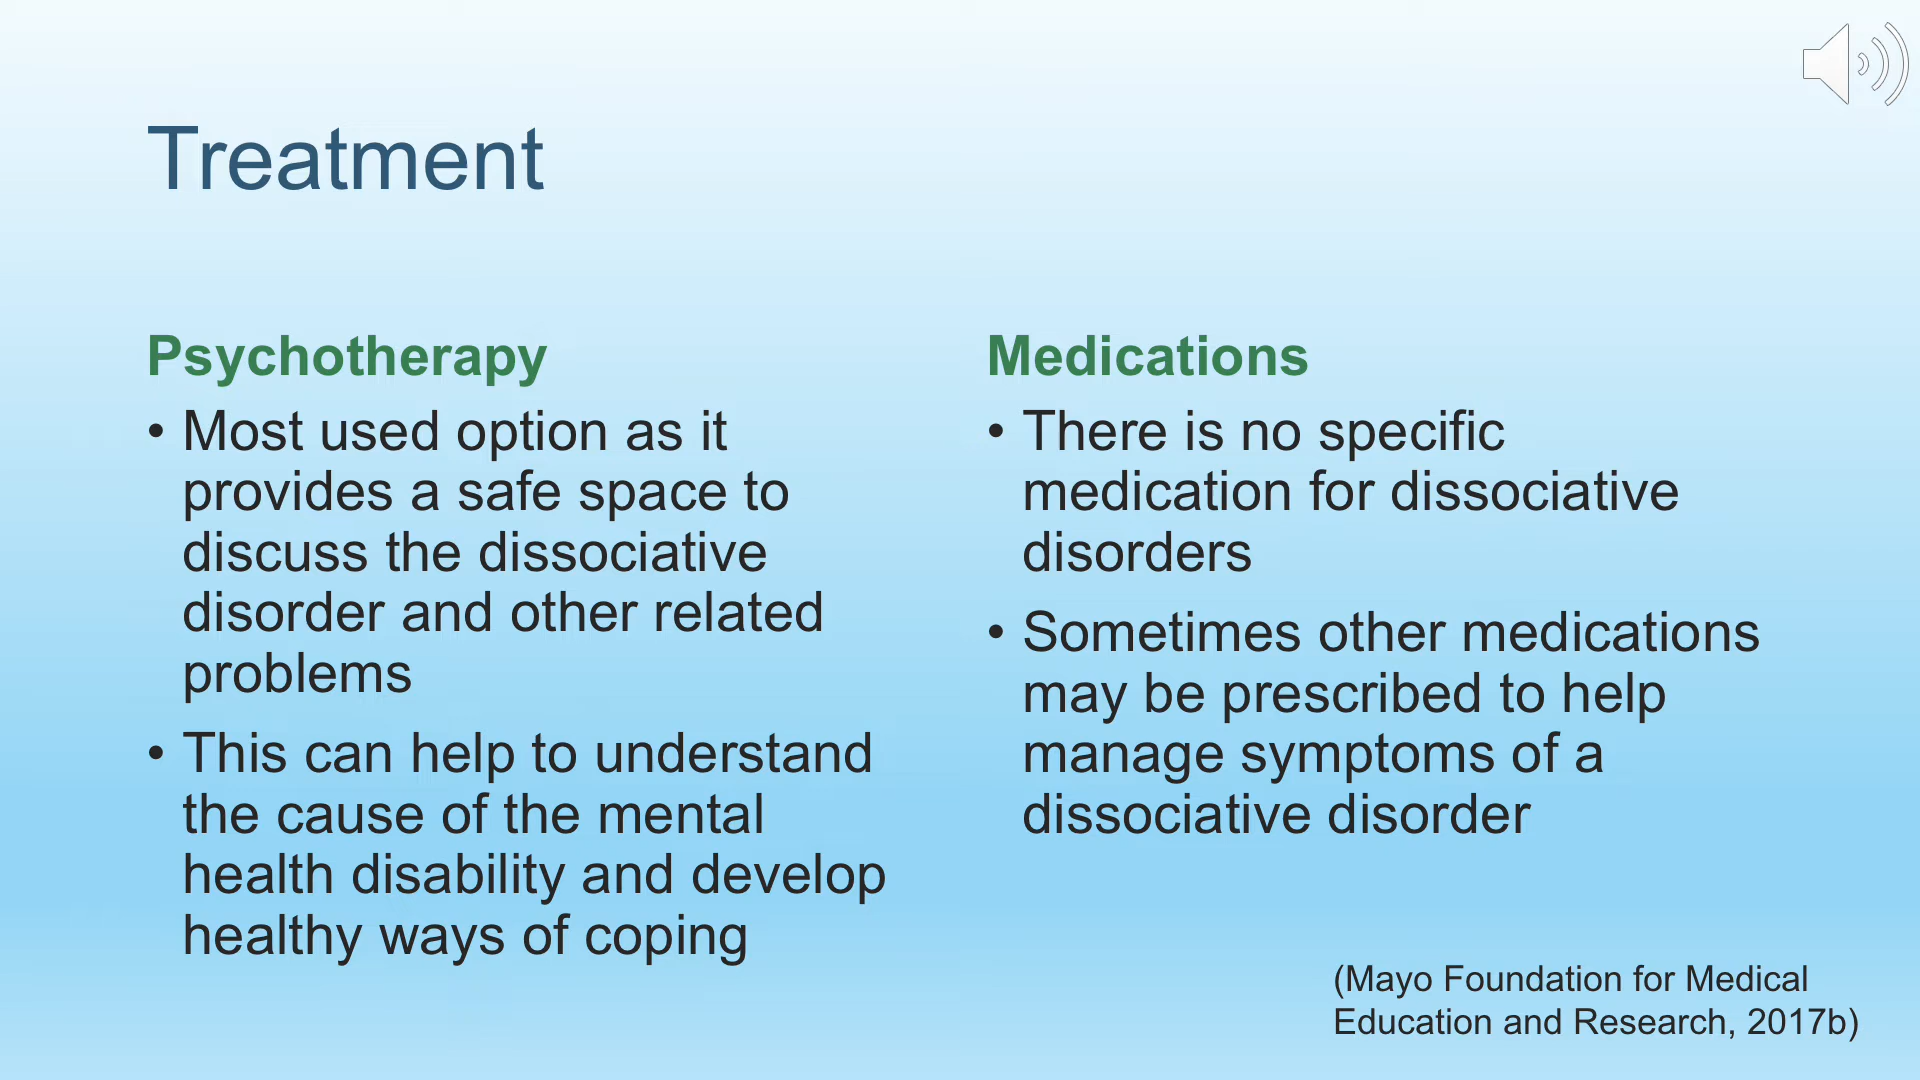 Treatment
Psychotherapy
• Most used option as it
provides a safe space to
discuss the dissociative
disorder and other related
problems
• This can help to understand
the cause of the mental
health disability and develop
healthy ways of coping
Medications
• There is no specific
medication for dissociative
disorders
• Sometimes other medications
may be prescribed to help
manage symptoms of a
dissociative disorder
(Mayo Foundation for Medical
Education and Research, 2017b)